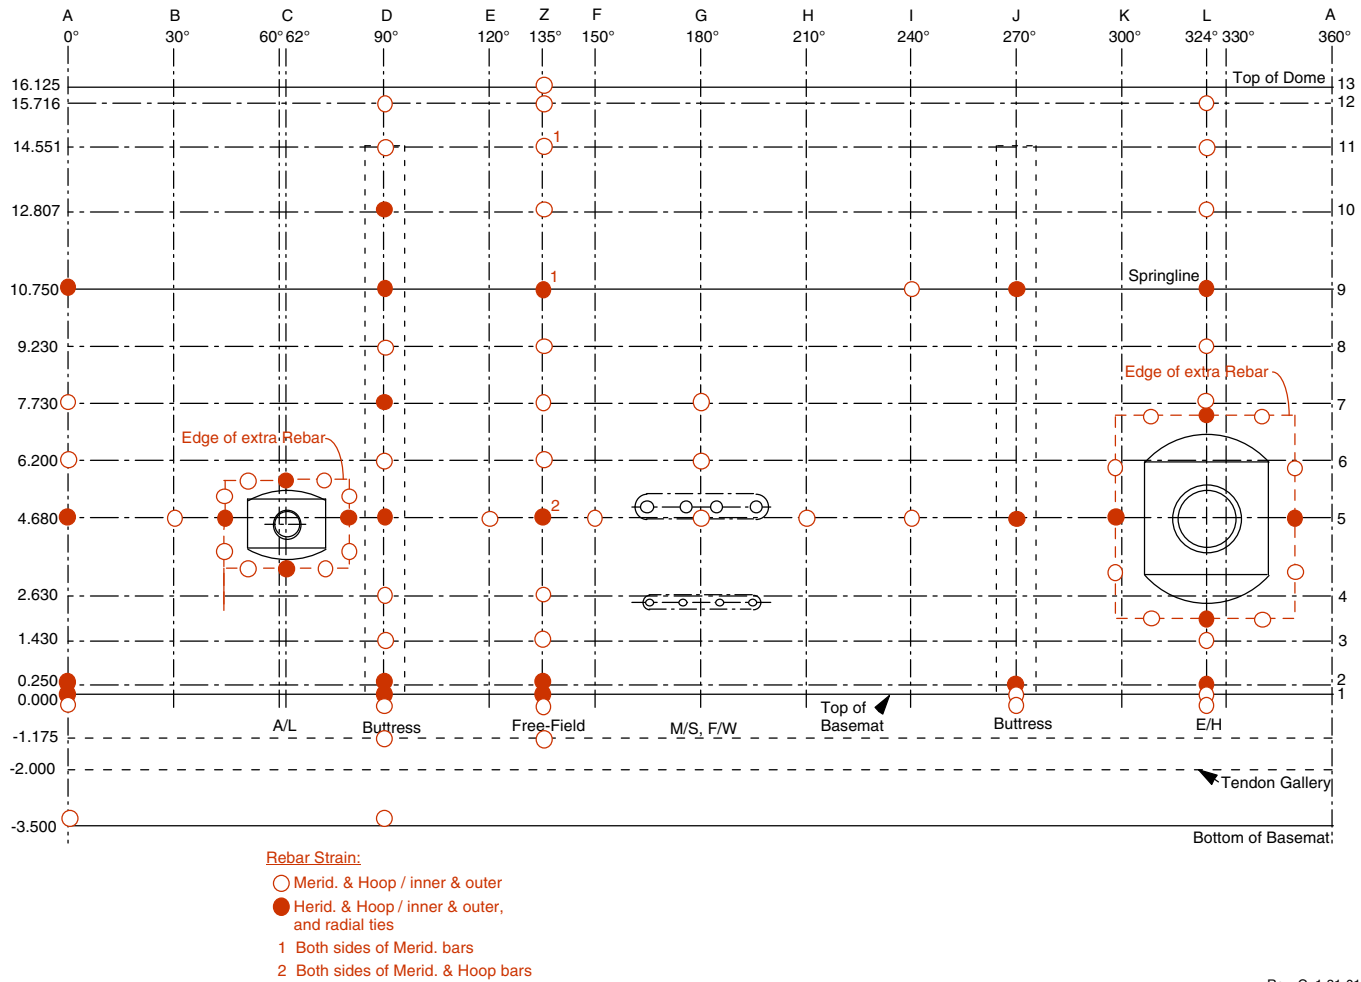 A B C D E Z F G H I J K L A
0° 30° 60° 62° 90° 120° 135° 150° 180° 210° 240° 270° 300° 324° 330° 360°
16.125 Top of Dome 13
15.716 12
14.551 1 11
12.807 10
10.750 1 Springline 9
9.230 8
Edge of extra Rebar
7.730 7
Edge of extra Rebar
6.200 6
4.680 2 5
2.630 4
1.430 3
0.250 2
0.000 1
Top of
Basemat
A/L Buttress Free-Field M/S, F/W Buttress E/H
-1.175
-2.000
Tendon Gallery
-3.500
Bottom of Basemat
Rebar Strain:
Merid. & Hoop / inner & outer
Herid. & Hoop / inner & outer,
and radial ties
1 Both sides of Merid. bars
2 Both sides of Merid. & Hoop bars